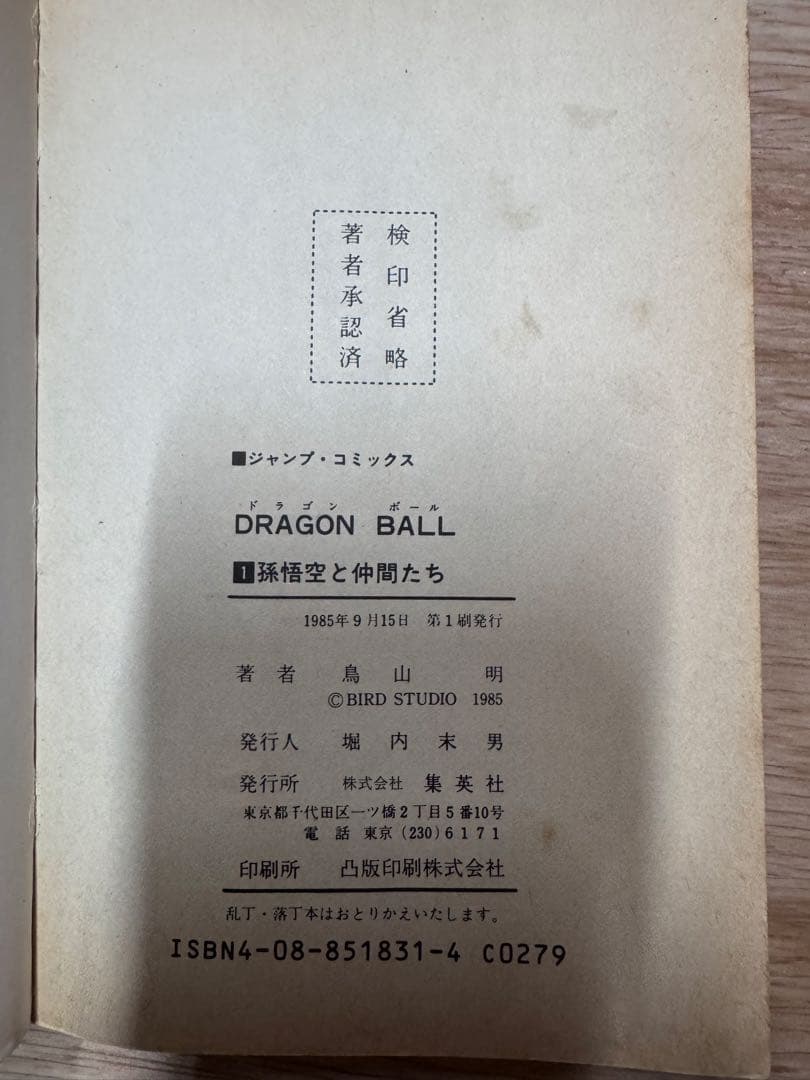 検印省略
著者承認済
■ジャンプ・コミックス
ドラゴン ボール
DRAGON BALL
1 孫悟空と仲間たち
1985年9月15日 第1刷発行
著者 鳥山明
©BIRD STUDIO 1985
発行人 堀内末男
発行所 株式会社 集英社
東京都千代田区一ツ橋2丁目5番10号
電話 東京(230)6171
印刷所 凸版印刷株式会社
乱丁・落丁本はおとりかえいたします。
ISBN4-08-851831-4 C0279